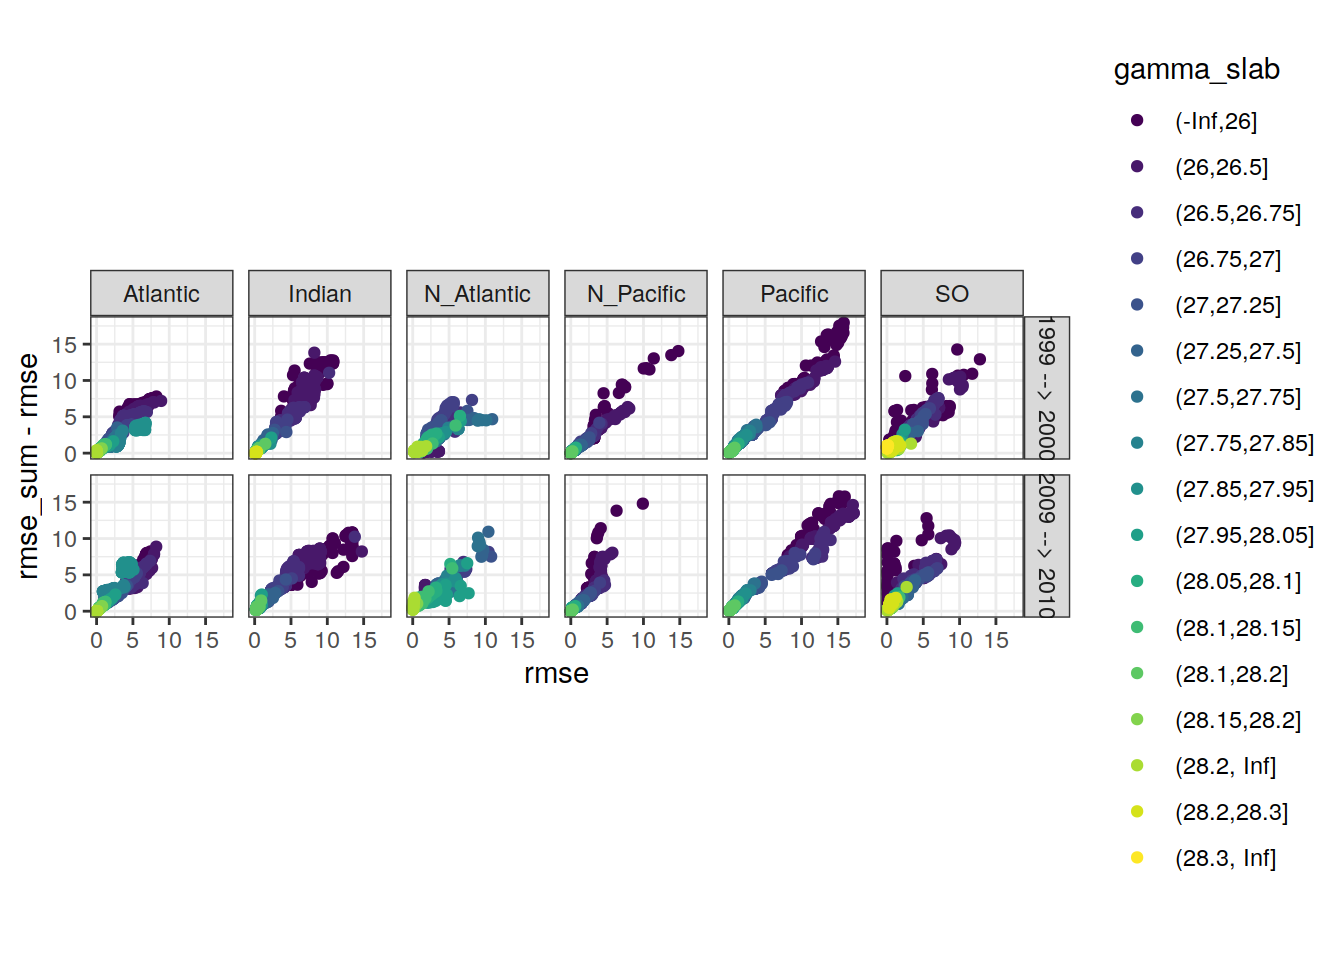 gamma_slab
(-Inf,26]
(26,26.5]
(26.5,26.75]
(26.75,27]
(27,27.25]
(27.25,27.5]
(27.5,27.75]
(27.75,27.85]
(27.85,27.95]
(27.95,28.05]
(28.05,28.1]
(28.1,28.15]
(28.1,28.2]
(28.15,28.2]
(28.2, Inf]
(28.2,28.3]
(28.3, Inf]
Atlantic Indian N_Atlantic N_Pacific Pacific SO
1999 --> 2000
2009 --> 2010
15
10
5
0
15
10
5
0
0 5 10 15 0 5 10 15 0 5 10 15 0 5 10 15 0 5 10 15 0 5 10 15
rmse
rmse_sum - rmse